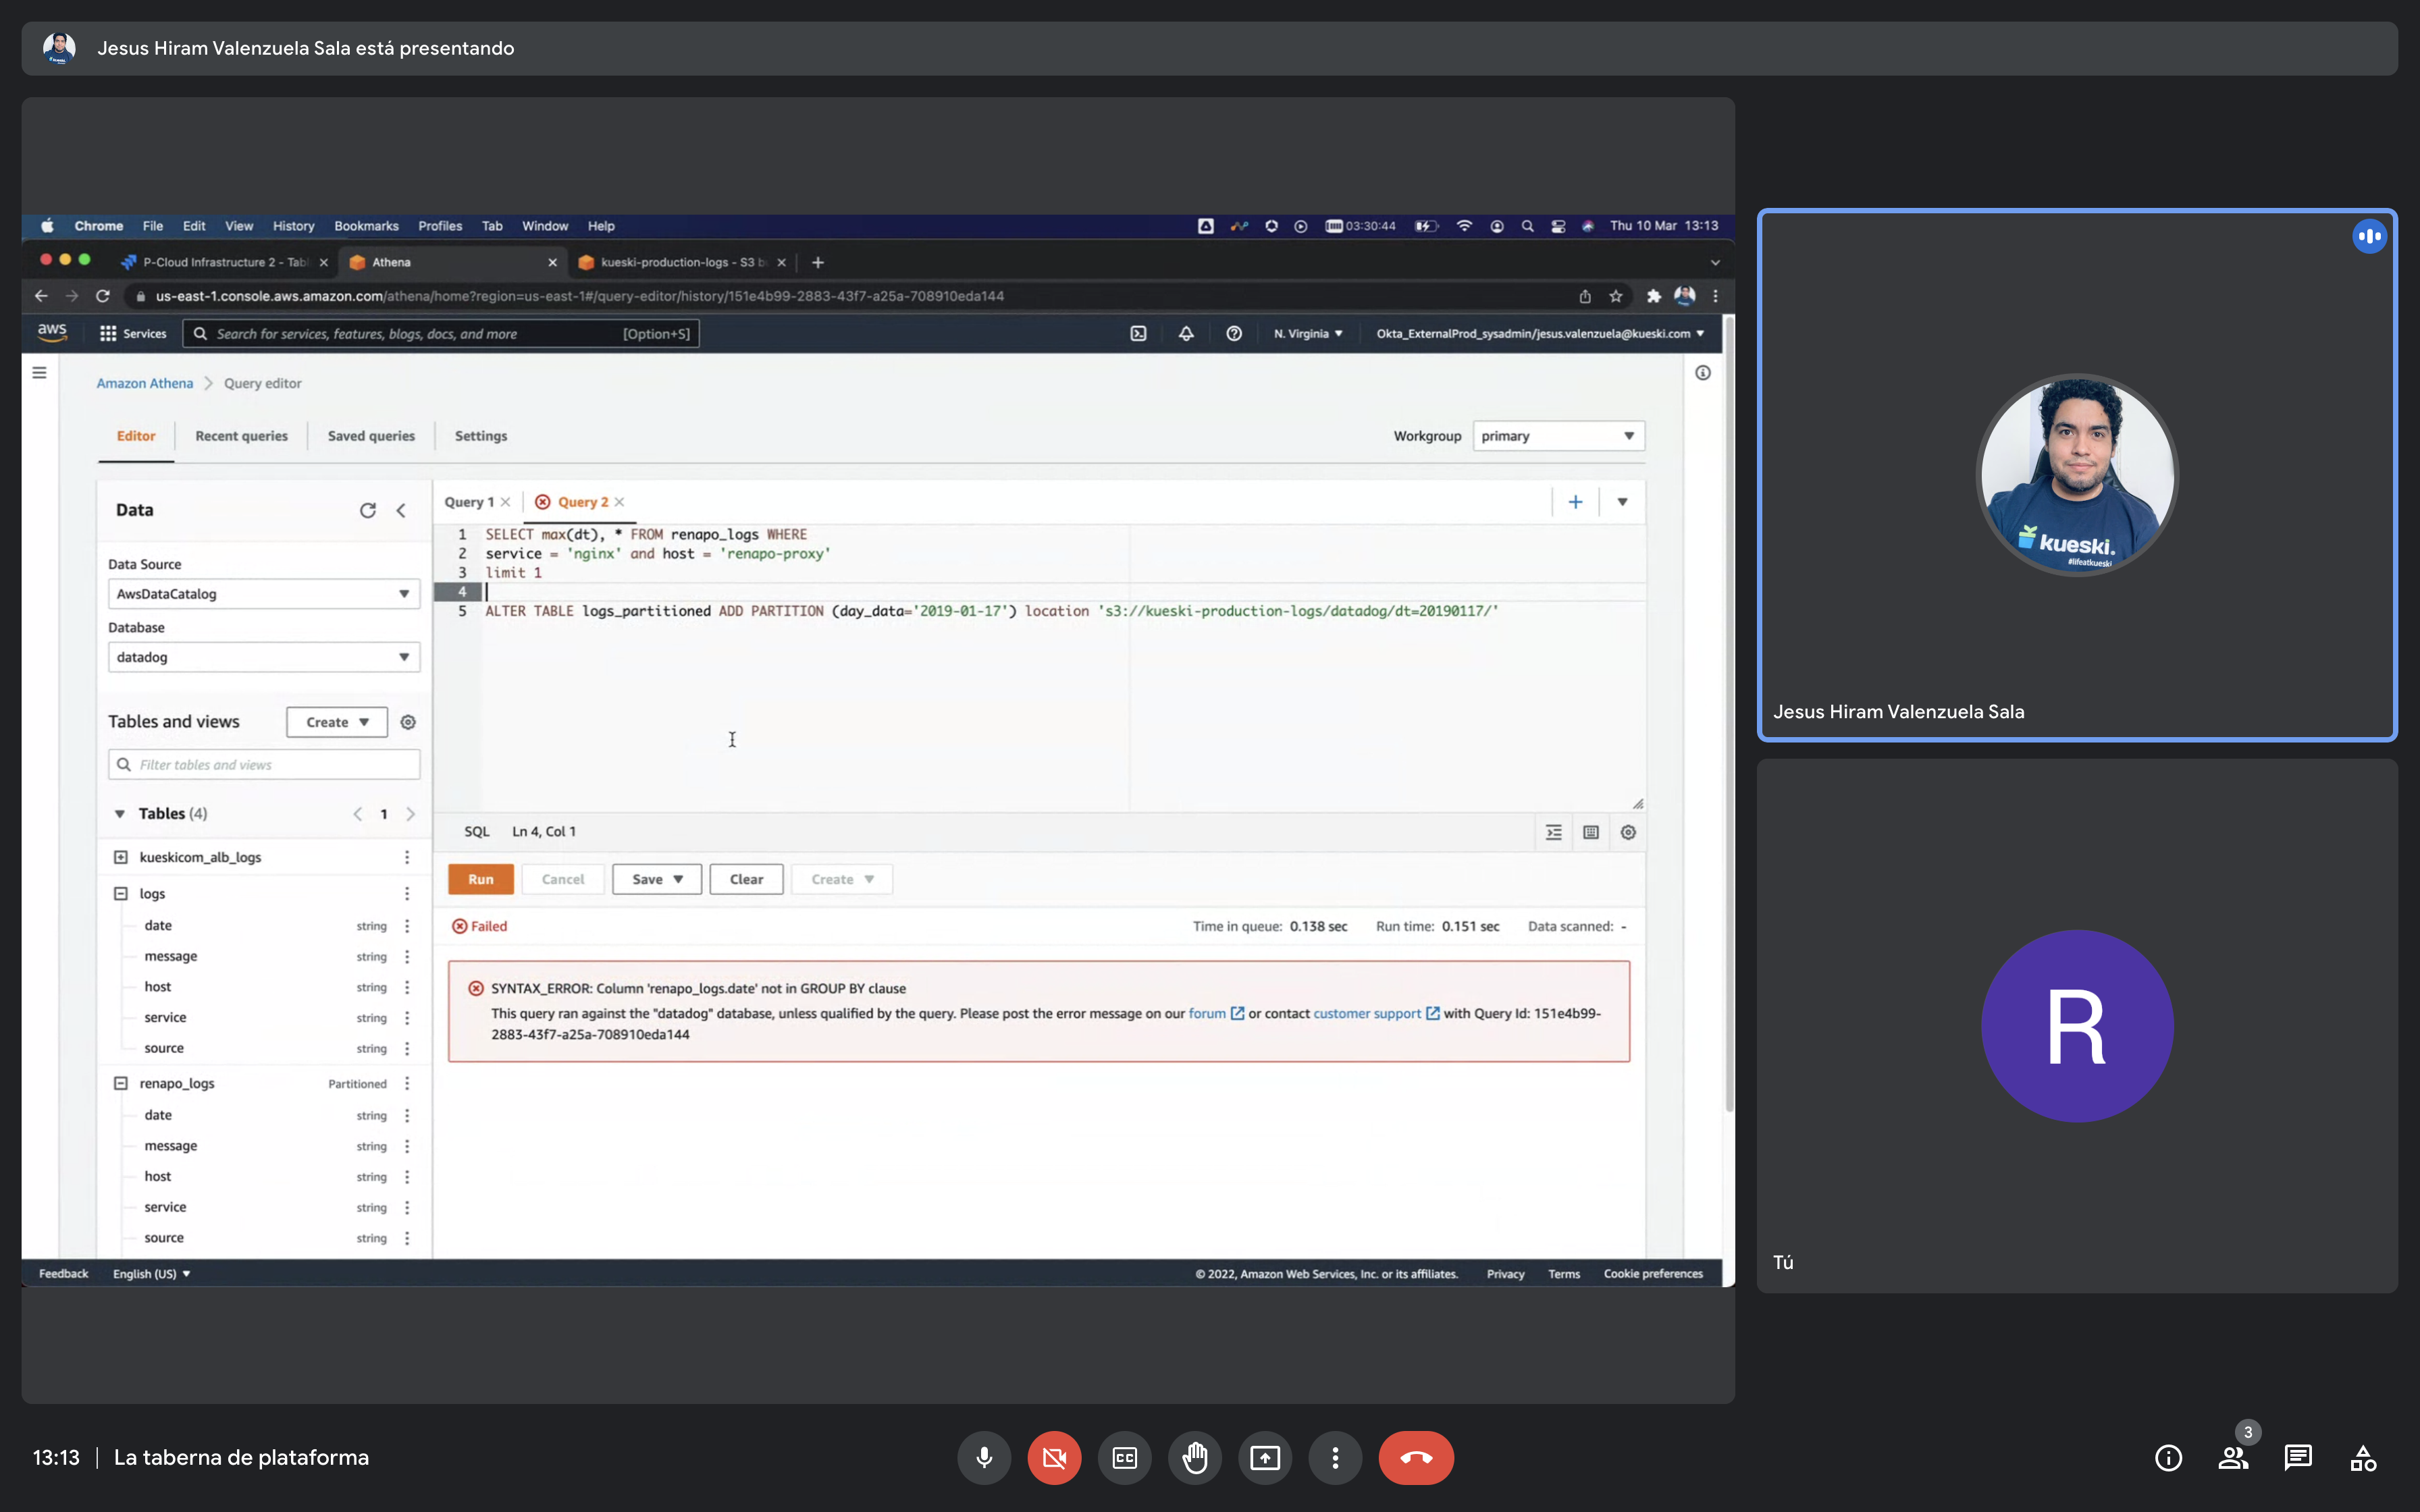 Jesus Hiram Valenzuela Sala está presentando
Chrome File Edit View History Bookmarks Profiles Tab Window Help
03:30:44 Thu 10 Mar 13:13
P-Cloud Infrastructure 2 - Tabl
Athena
kueski-production-logs - S3 b
us-east-1.console.aws.amazon.com/athena/home?region=us-east-1#/query-editor/history/151e4b99-2883-43f7-a25a-708910eda144
aws Services Search for services, features, blogs, docs, and more [Option+S]
N. Virginia Okta_ExternalProd_sysadmin/jesus.valenzuela@kueski.com
Amazon Athena > Query editor
Editor Recent queries Saved queries Settings
Workgroup primary
Data
Data Source
AwsDataCatalog
Database
datadog
Tables and views Create
Filter tables and views
Tables (4) < 1 >
kueskicom_alb_logs
logs
date string
message string
host string
service string
source string
renapo_logs Partitioned
date string
message string
host string
service string
source string
Query 1
Query 2
1 SELECT max(dt), * FROM renapo_logs WHERE
2 service = 'nginx' and host = 'renapo-proxy'
3 limit 1
4
5 ALTER TABLE logs_partitioned ADD PARTITION (day_data='2019-01-17') location 's3://kueski-production-logs/datadog/dt=20190117/'
SQL Ln 4, Col 1
Run Cancel Save Clear Create
Failed
Time in queue: 0.138 sec Run time: 0.151 sec Data scanned: -
SYNTAX_ERROR: Column 'renapo_logs.date' not in GROUP BY clause
This query ran against the "datadog" database, unless qualified by the query. Please post the error message on our forum or contact customer support with Query Id: 151e4b99-
2883-43f7-a25a-708910eda144
Feedback English (US)
© 2022, Amazon Web Services, Inc. or its affiliates. Privacy Terms Cookie preferences
kueski.
#lifeatkueski
Jesus Hiram Valenzuela Sala
R
Tú
13:13 | La taberna de plataforma
CC
3